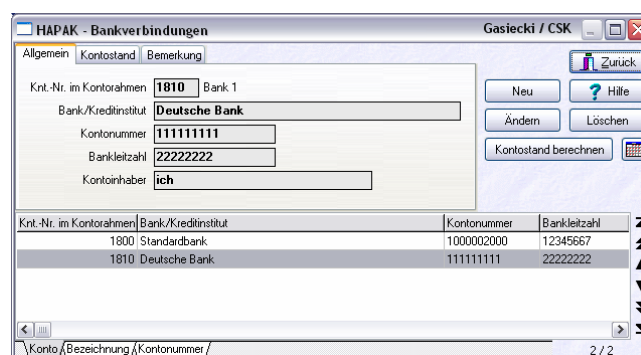 HAPAK - Bankverbindungen Gasiecki / CSK
Allgemein Kontostand Bemerkung
Zurück
Knt.-Nr. im Kontorahmen 1810 Bank 1
Neu Hilfe
Bank/Kreditinstitut Deutsche Bank
Ändern Löschen
Kontonummer 111111111
Bankleitzahl 22222222
Kontostand berechnen
Kontoinhaber ich
Knt.-Nr. im Kontorahmen Bank/Kreditinstitut Kontonummer Bankleitzahl
1800 Standardbank 1000002000 12345667
1810 Deutsche Bank 111111111 22222222
Konto Bezeichnung Kontonummer 2 / 2